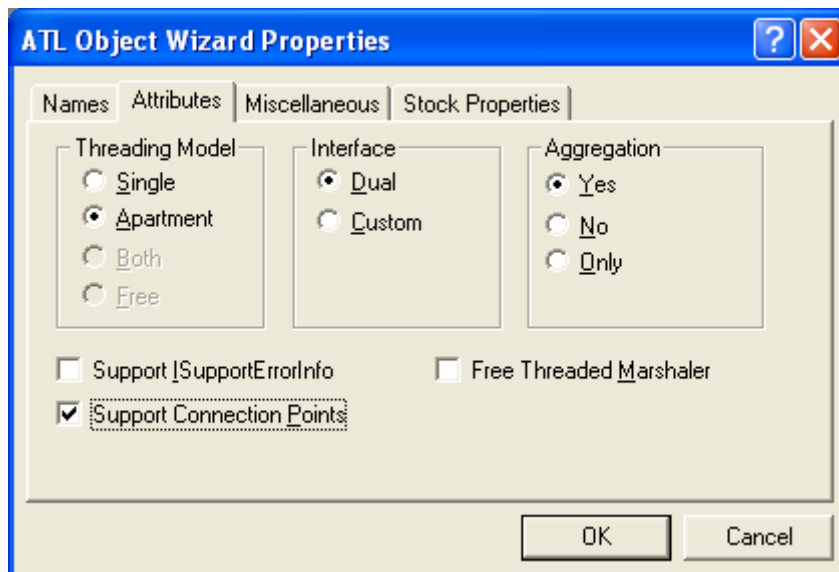 ATL Object Wizard Properties
Names Attributes Miscellaneous Stock Properties
Threading Model Interface Aggregation
Single Dual Yes
Apartment Custom No
Both Only
Free
Support ISupportErrorInfo Free Threaded Marshaler
Support Connection Points
OK Cancel